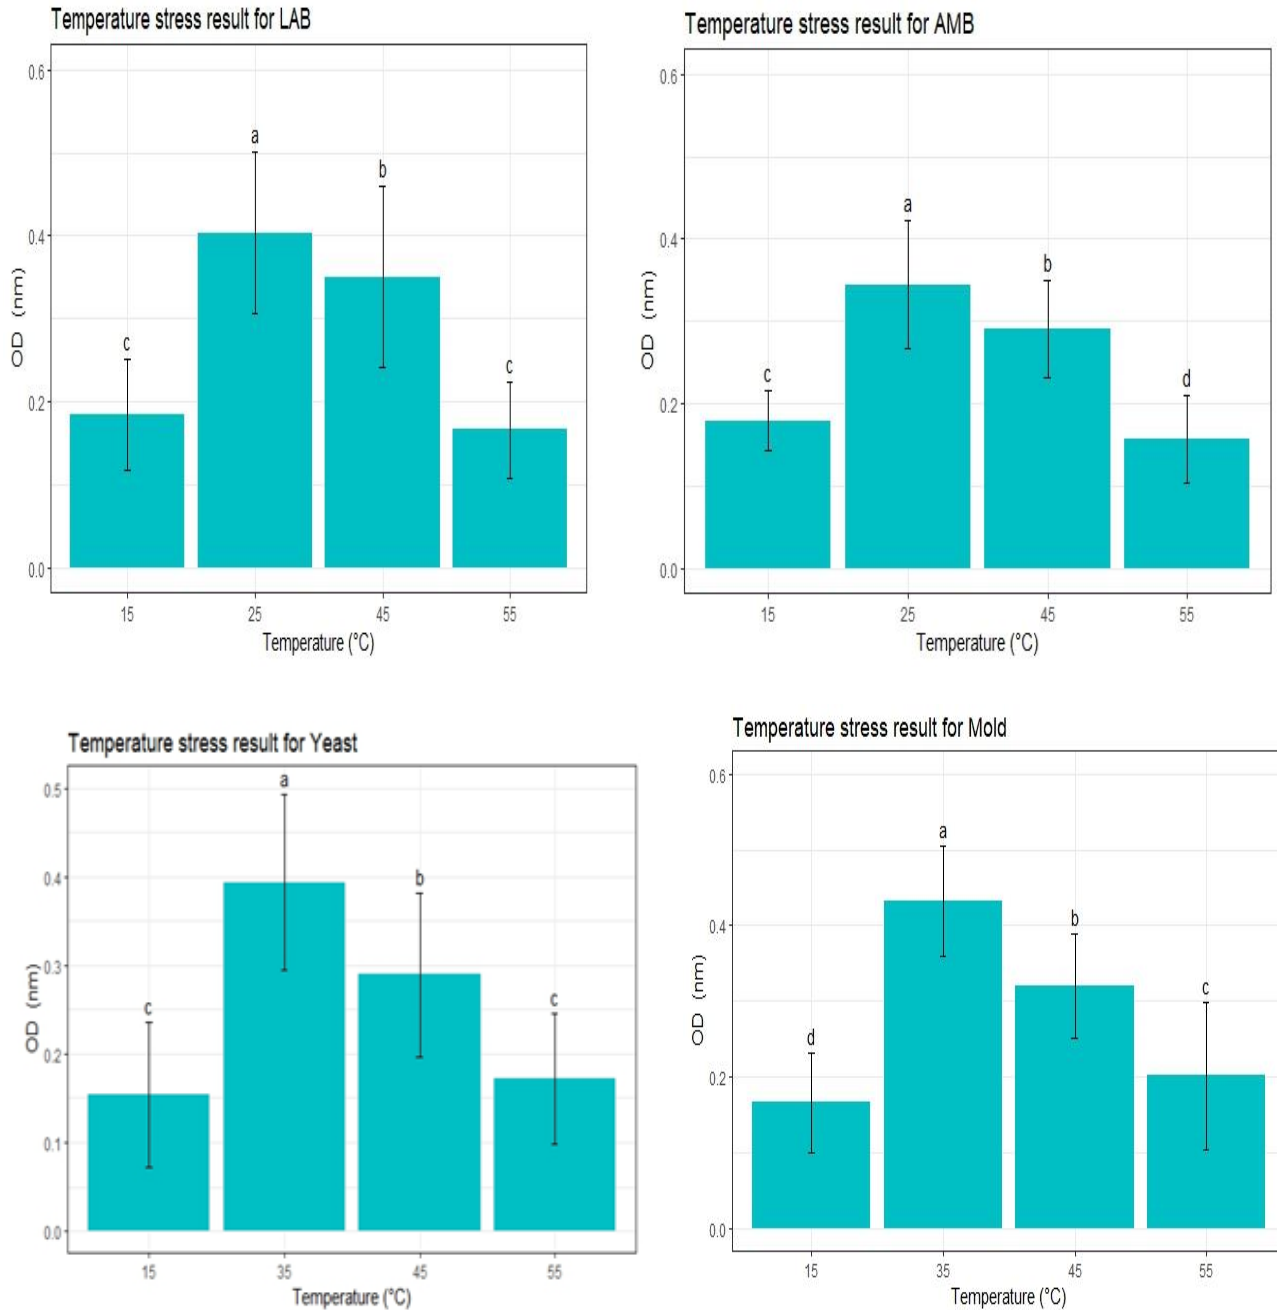 Temperature stress result for LAB
0.6
0.4
0.2
0.0
OD (nm)
c
a
b
c
15
25
45
55
Temperature (°C)
Temperature stress result for AMB
0.6
0.4
0.2
0.0
OD (nm)
c
a
b
d
15
25
45
55
Temperature (°C)
Temperature stress result for Yeast
0.5
0.4
0.3
0.2
0.1
0.0
OD (nm)
c
a
b
c
15
35
45
55
Temperature (°C)
Temperature stress result for Mold
0.6
0.4
0.2
0.0
OD (nm)
d
a
b
c
15
35
45
55
Temperature (°C)